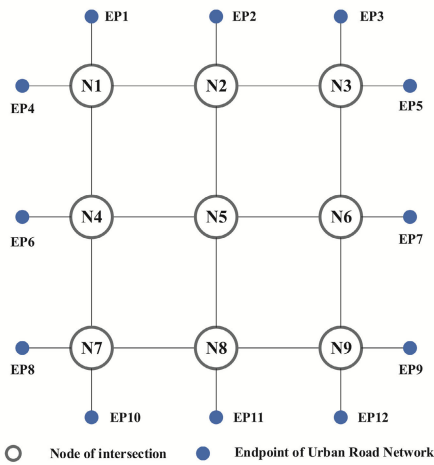 EP1
EP2
EP3
N1
N2
N3
EP4
EP5
N4
N5
N6
EP6
EP7
N7
N8
N9
EP8
EP9
EP10
EP11
EP12
Node of intersection
Endpoint of Urban Road Network